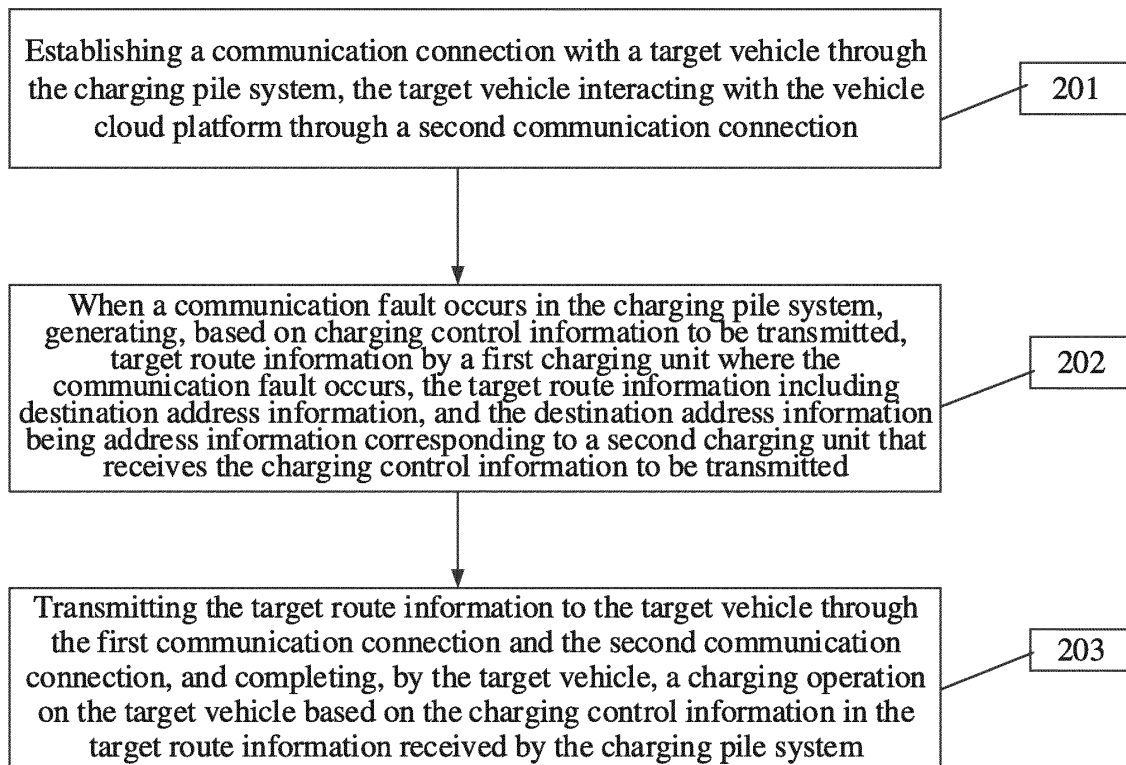 Establishing a communication connection with a target vehicle through
the charging pile system, the target vehicle interacting with the vehicle
cloud platform through a second communication connection
201
When a communication fault occurs in the charging pile system,
generating, based on charging control information to be transmitted,
target route information by a first charging unit where the
communication fault occurs, the target route information including
destination address information, and the destination address information
being address information corresponding to a second charging unit that
receives the charging control information to be transmitted
202
Transmitting the target route information to the target vehicle through
the first communication connection and the second communication
connection, and completing, by the target vehicle, a charging operation
on the target vehicle based on the charging control information in the
target route information received by the charging pile system
203